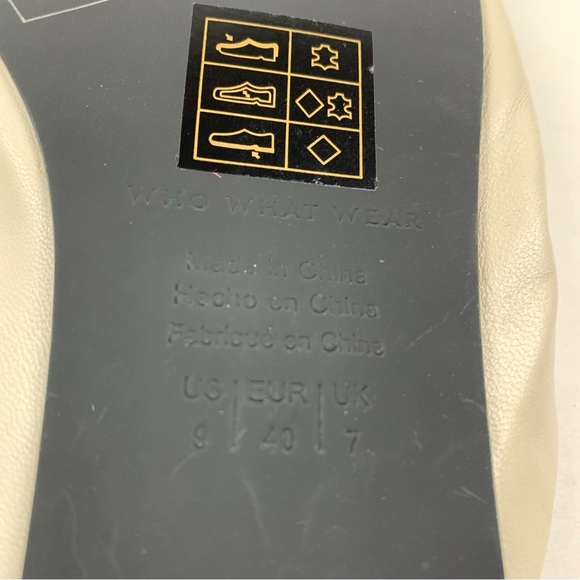 WHO WHAT WEAR
Made in China
Hecho en China
Fabriqué en Chine
US | EUR | UK
9 | 40 | 7